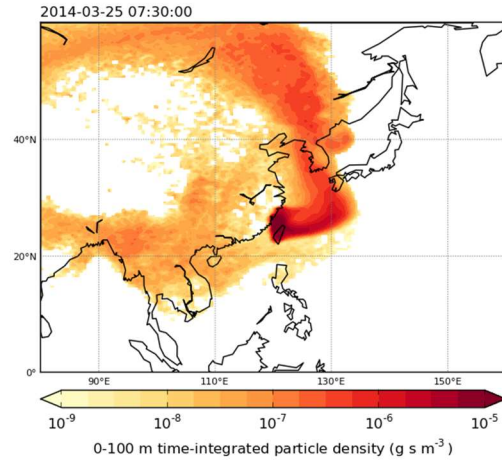 2014-03-25 07:30:00
40°N
20°N
0°
90°E
110°E
130°E
150°E
10⁻⁹
10⁻⁸
10⁻⁷
10⁻⁶
10⁻⁵
0-100 m time-integrated particle density (g s m⁻³)